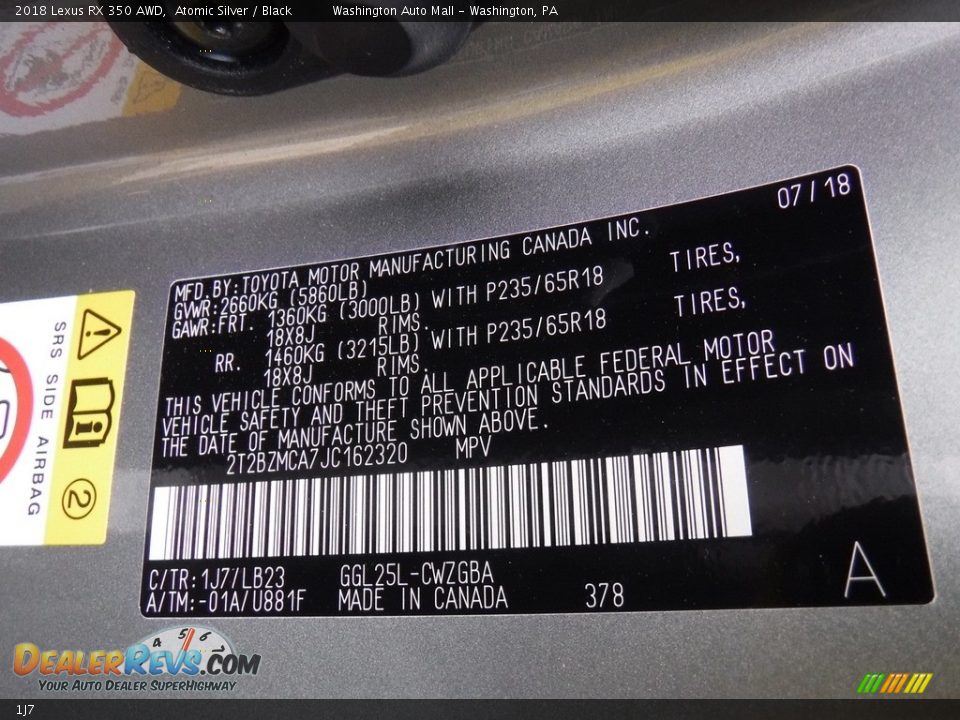 2018 Lexus RX 350 AWD, Atomic Silver / Black Washington Auto Mall - Washington, PA
07/18
MFD.BY:TOYOTA MOTOR MANUFACTURING CANADA INC.
GVWR:2660KG (5860LB)
GAWR:FRT. 1360KG (3000LB) WITH P235/65R18 TIRES,
18X8J RIMS.
RR. 1460KG (3215LB) WITH P235/65R18 TIRES,
18X8J RIMS.
THIS VEHICLE CONFORMS TO ALL APPLICABLE FEDERAL MOTOR
VEHICLE SAFETY AND THEFT PREVENTION STANDARDS IN EFFECT ON
THE DATE OF MANUFACTURE SHOWN ABOVE.
2T2BZMCA7JC162320 MPV
C/TR:1J7/LB23 GGL25L-CWZGBA
A/TM:-01A/U881F MADE IN CANADA 378
A
SRS SIDE AIRBAG
2
4 5 6 7
DEALERREVS.COM
YOUR AUTO DEALER SUPERHIGHWAY
1J7